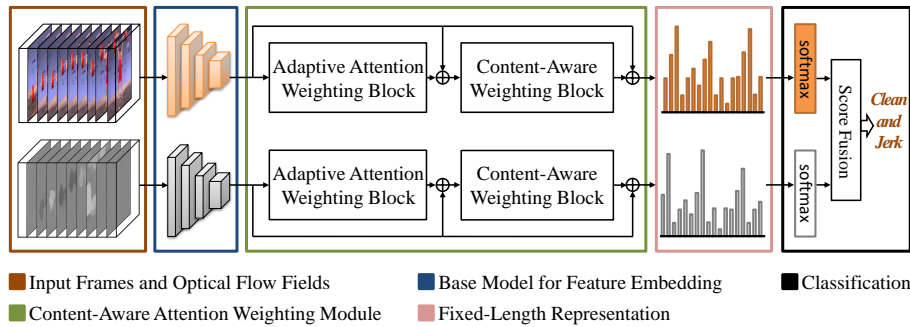 Adaptive Attention
Weighting Block
Content-Aware
Weighting Block
softmax
Adaptive Attention
Weighting Block
Content-Aware
Weighting Block
softmax
Score Fusion
Clean
and
Jerk
Input Frames and Optical Flow Fields
Base Model for Feature Embedding
Classification
Content-Aware Attention Weighting Module
Fixed-Length Representation